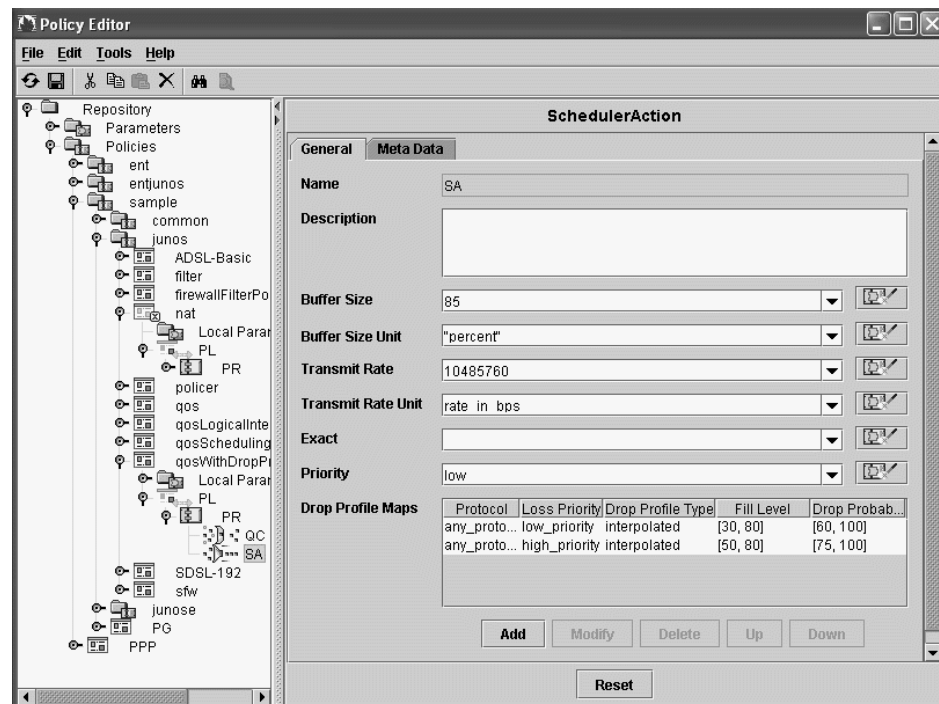 Policy Editor
File Edit Tools Help
Repository
Parameters
Policies
ent
entjunos
sample
common
junos
ADSL-Basic
filter
firewallFilterPo
nat
Local Parar
PL
PR
policer
qos
qosLogicalInte
qosScheduling
qosWithDropPr
Local Parar
PL
PR
QC
SA
SDSL-192
sfw
junose
PG
PPP
SchedulerAction
General Meta Data
Name SA
Description
Buffer Size 85
Buffer Size Unit "percent"
Transmit Rate 10485760
Transmit Rate Unit rate_in_bps
Exact
Priority low
Drop Profile Maps
Protocol Loss Priority Drop Profile Type Fill Level Drop Probab...
any_proto... low_priority interpolated [30, 80] [60, 100]
any_proto... high_priority interpolated [50, 80] [75, 100]
Add Modify Delete Up Down
Reset